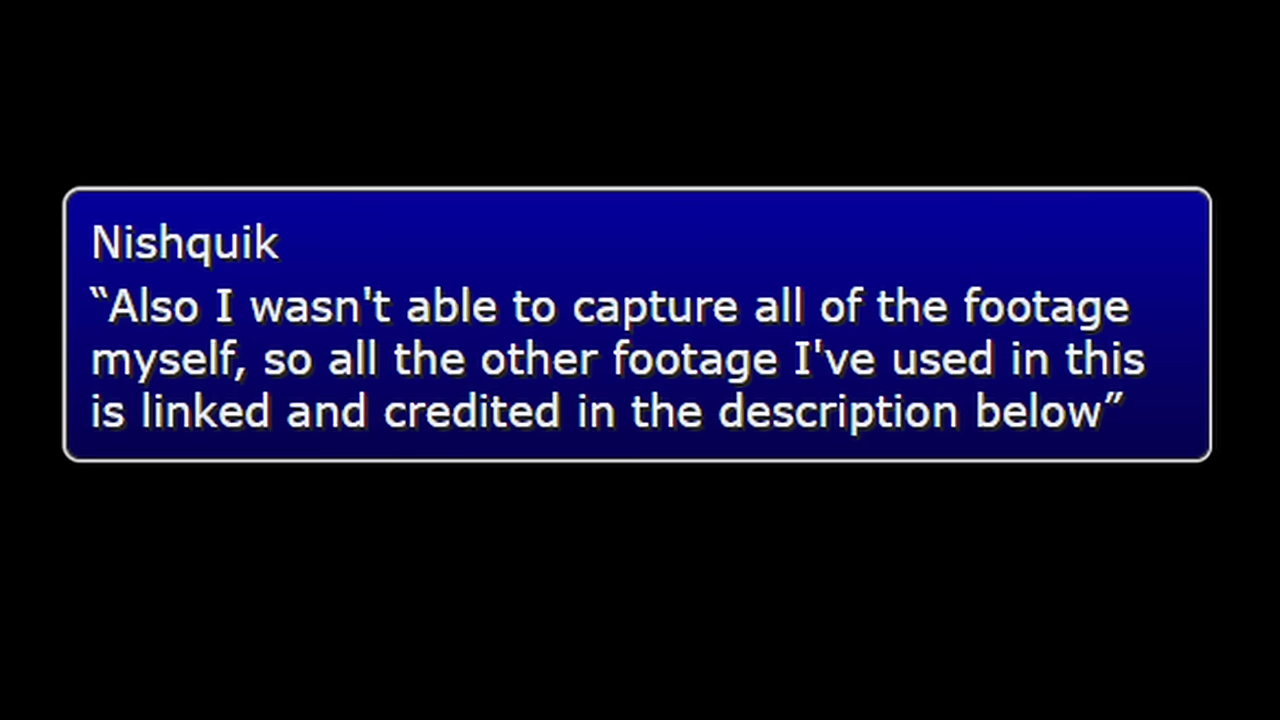 Nishquik
“Also I wasn't able to capture all of the footage
myself, so all the other footage I've used in this
is linked and credited in the description below”